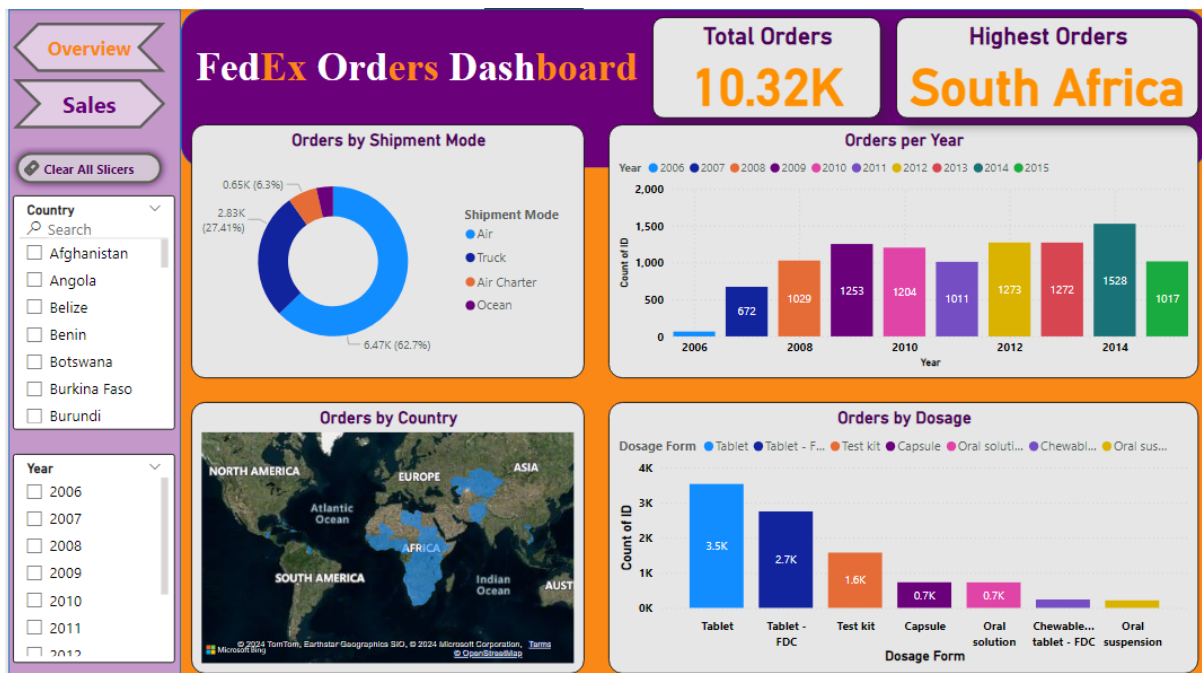 Overview
Sales
Clear All Slicers
Country
Search
Afghanistan
Angola
Belize
Benin
Botswana
Burkina Faso
Burundi
Year
2006
2007
2008
2009
2010
2011
2012
FedEx Orders Dashboard
Total Orders
10.32K
Highest Orders
South Africa
Orders by Shipment Mode
0.65K (6.3%)
2.83K
(27.41%)
6.47K (62.7%)
Shipment Mode
Air
Truck
Air Charter
Ocean
Orders per Year
Year 2006 2007 2008 2009 2010 2011 2012 2013 2014 2015
Count of ID
2,000
1,500
1,000
500
0
672
1029
1253
1204
1011
1273
1272
1528
1017
2006 2008 2010 2012 2014
Year
Orders by Country
NORTH AMERICA
EUROPE
ASIA
Atlantic
Ocean
AFRICA
SOUTH AMERICA
Indian
Ocean
AUST
Microsoft Bing
© 2024 TomTom, Earthstar Geographics SIO, © 2024 Microsoft Corporation, Terms
© OpenStreetMap
Orders by Dosage
Dosage Form Tablet Tablet - F... Test kit Capsule Oral soluti... Chewabl... Oral sus...
Count of ID
4K
3K
2K
1K
0K
3.5K
2.7K
1.6K
0.7K
0.7K
Tablet
Tablet -
FDC
Test kit
Capsule
Oral
solution
Chewable...
tablet - FDC
Oral
suspension
Dosage Form